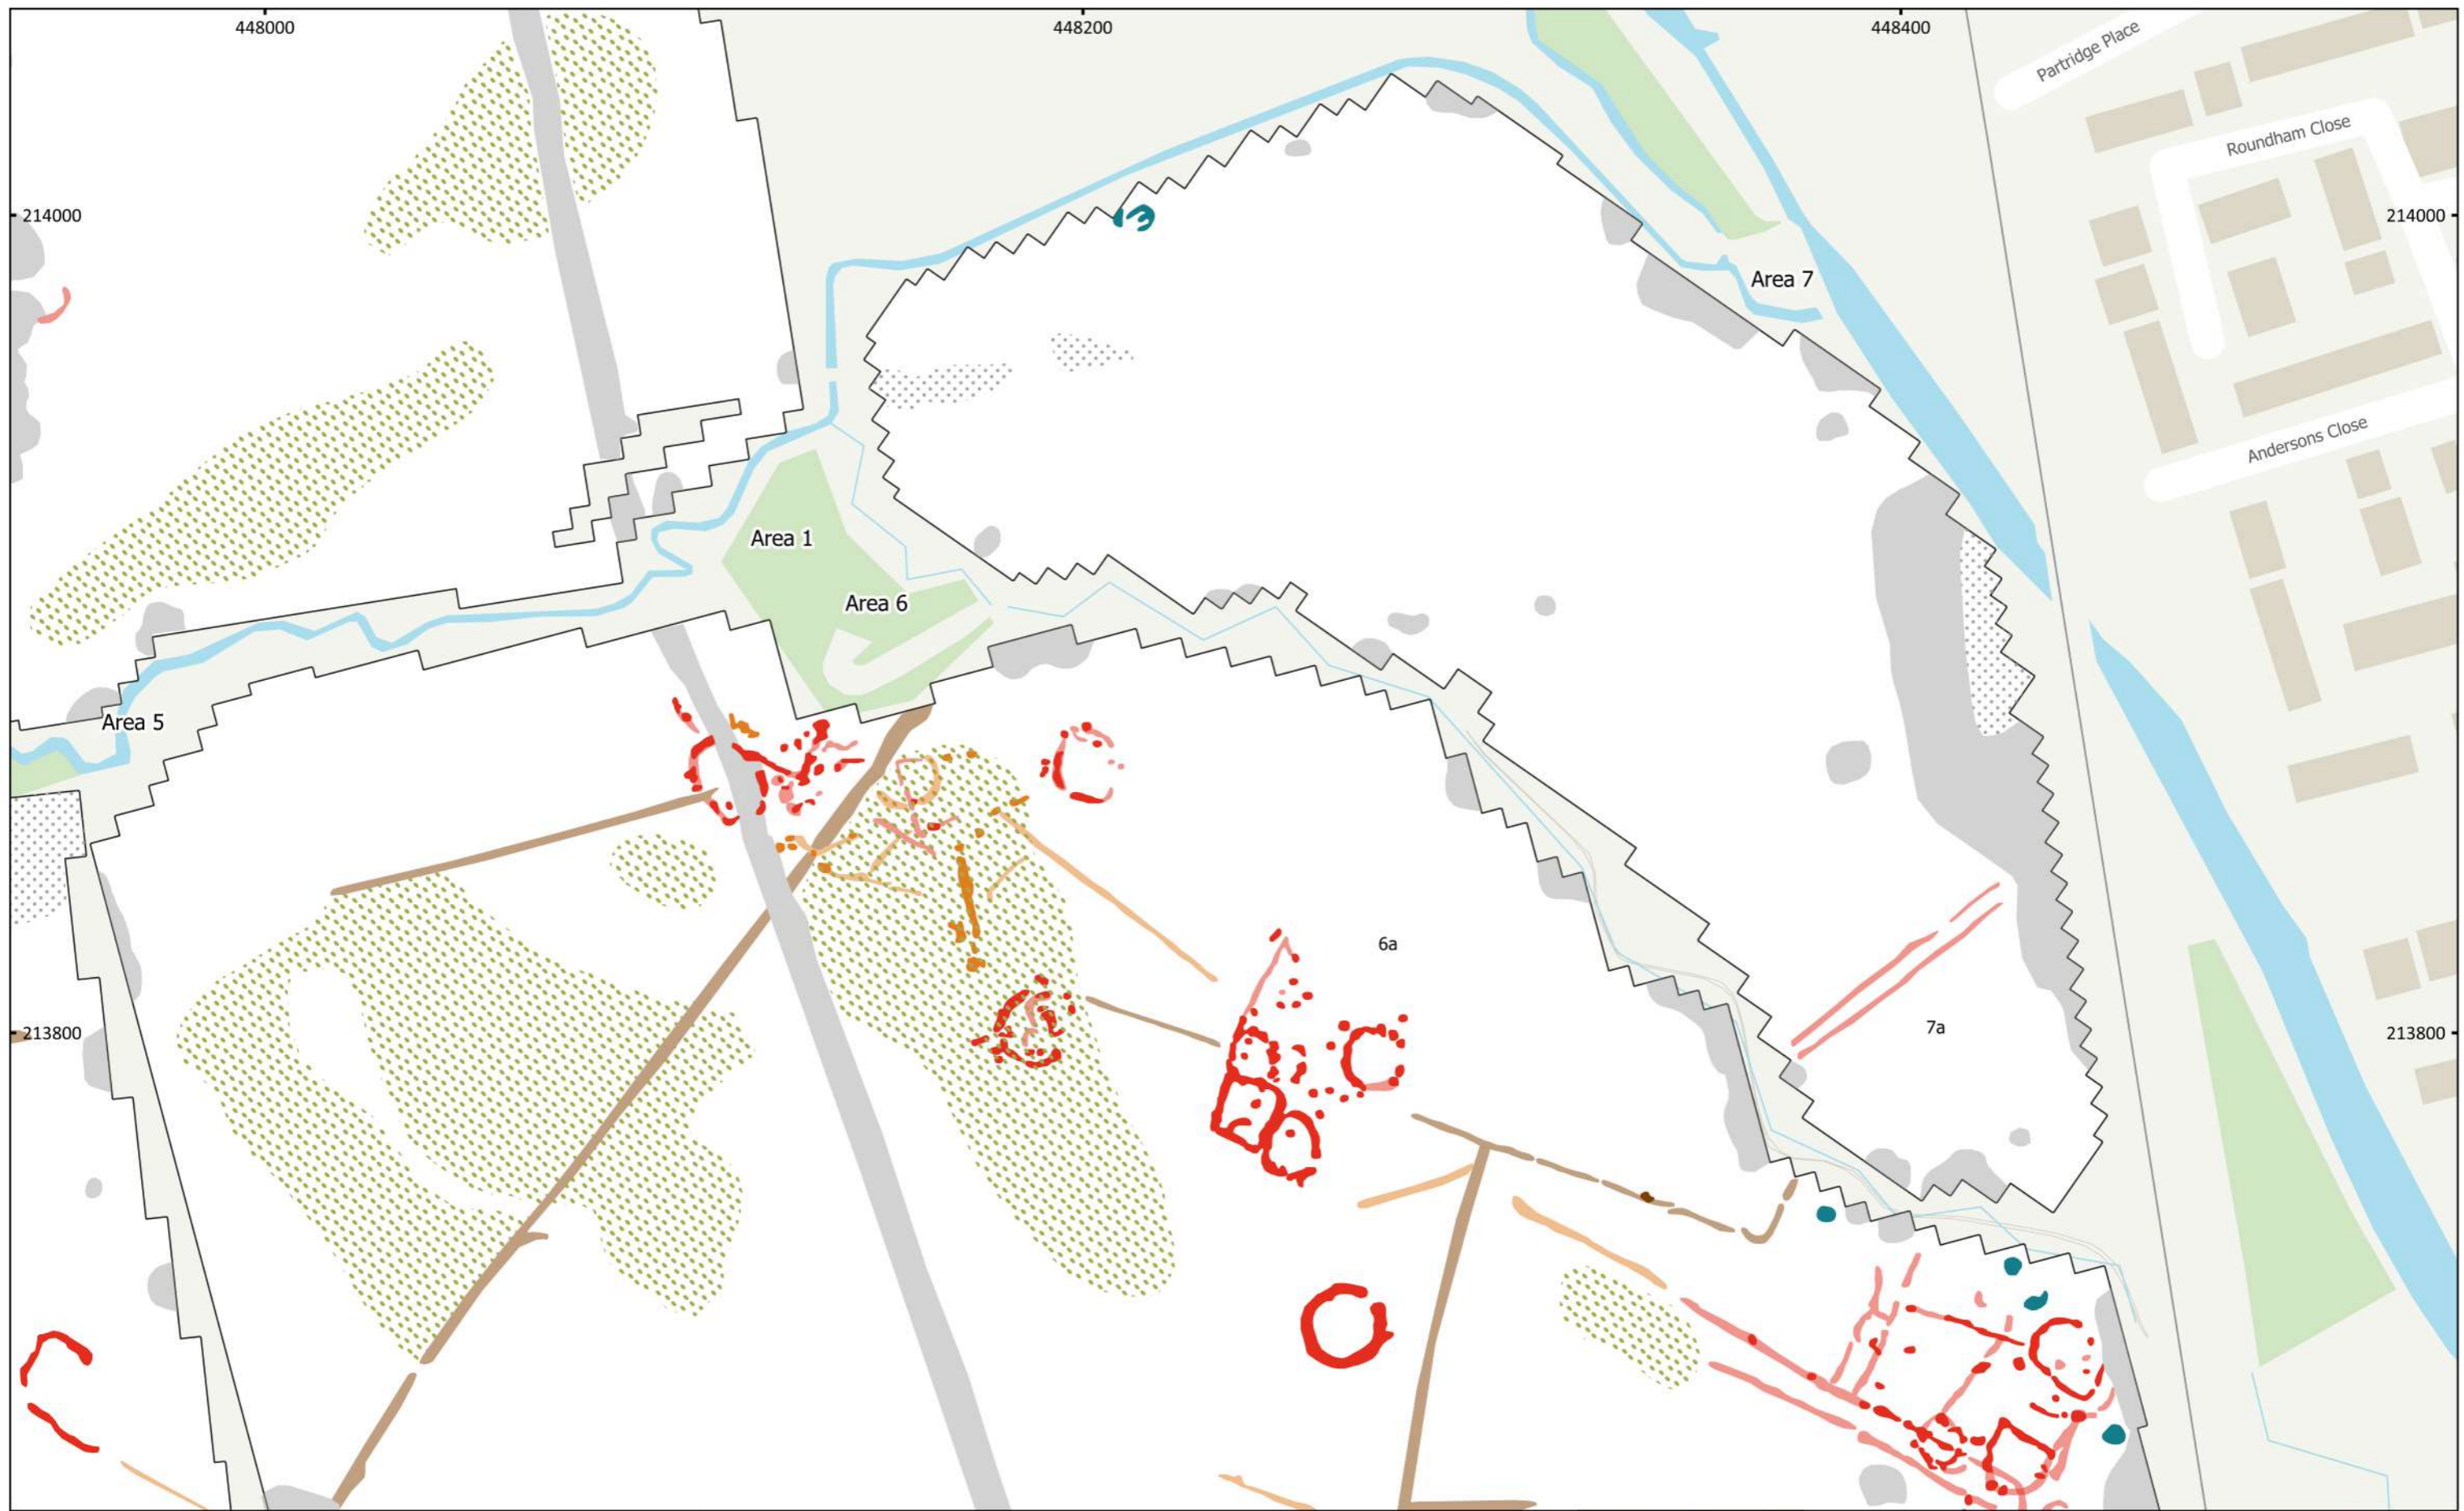 448000
448200
448400
Partridge Place
Roundham Close
214000
214000
Area 7
Andersons Close
Area 1
Area 6
Area 5
6a
7a
213800
213800